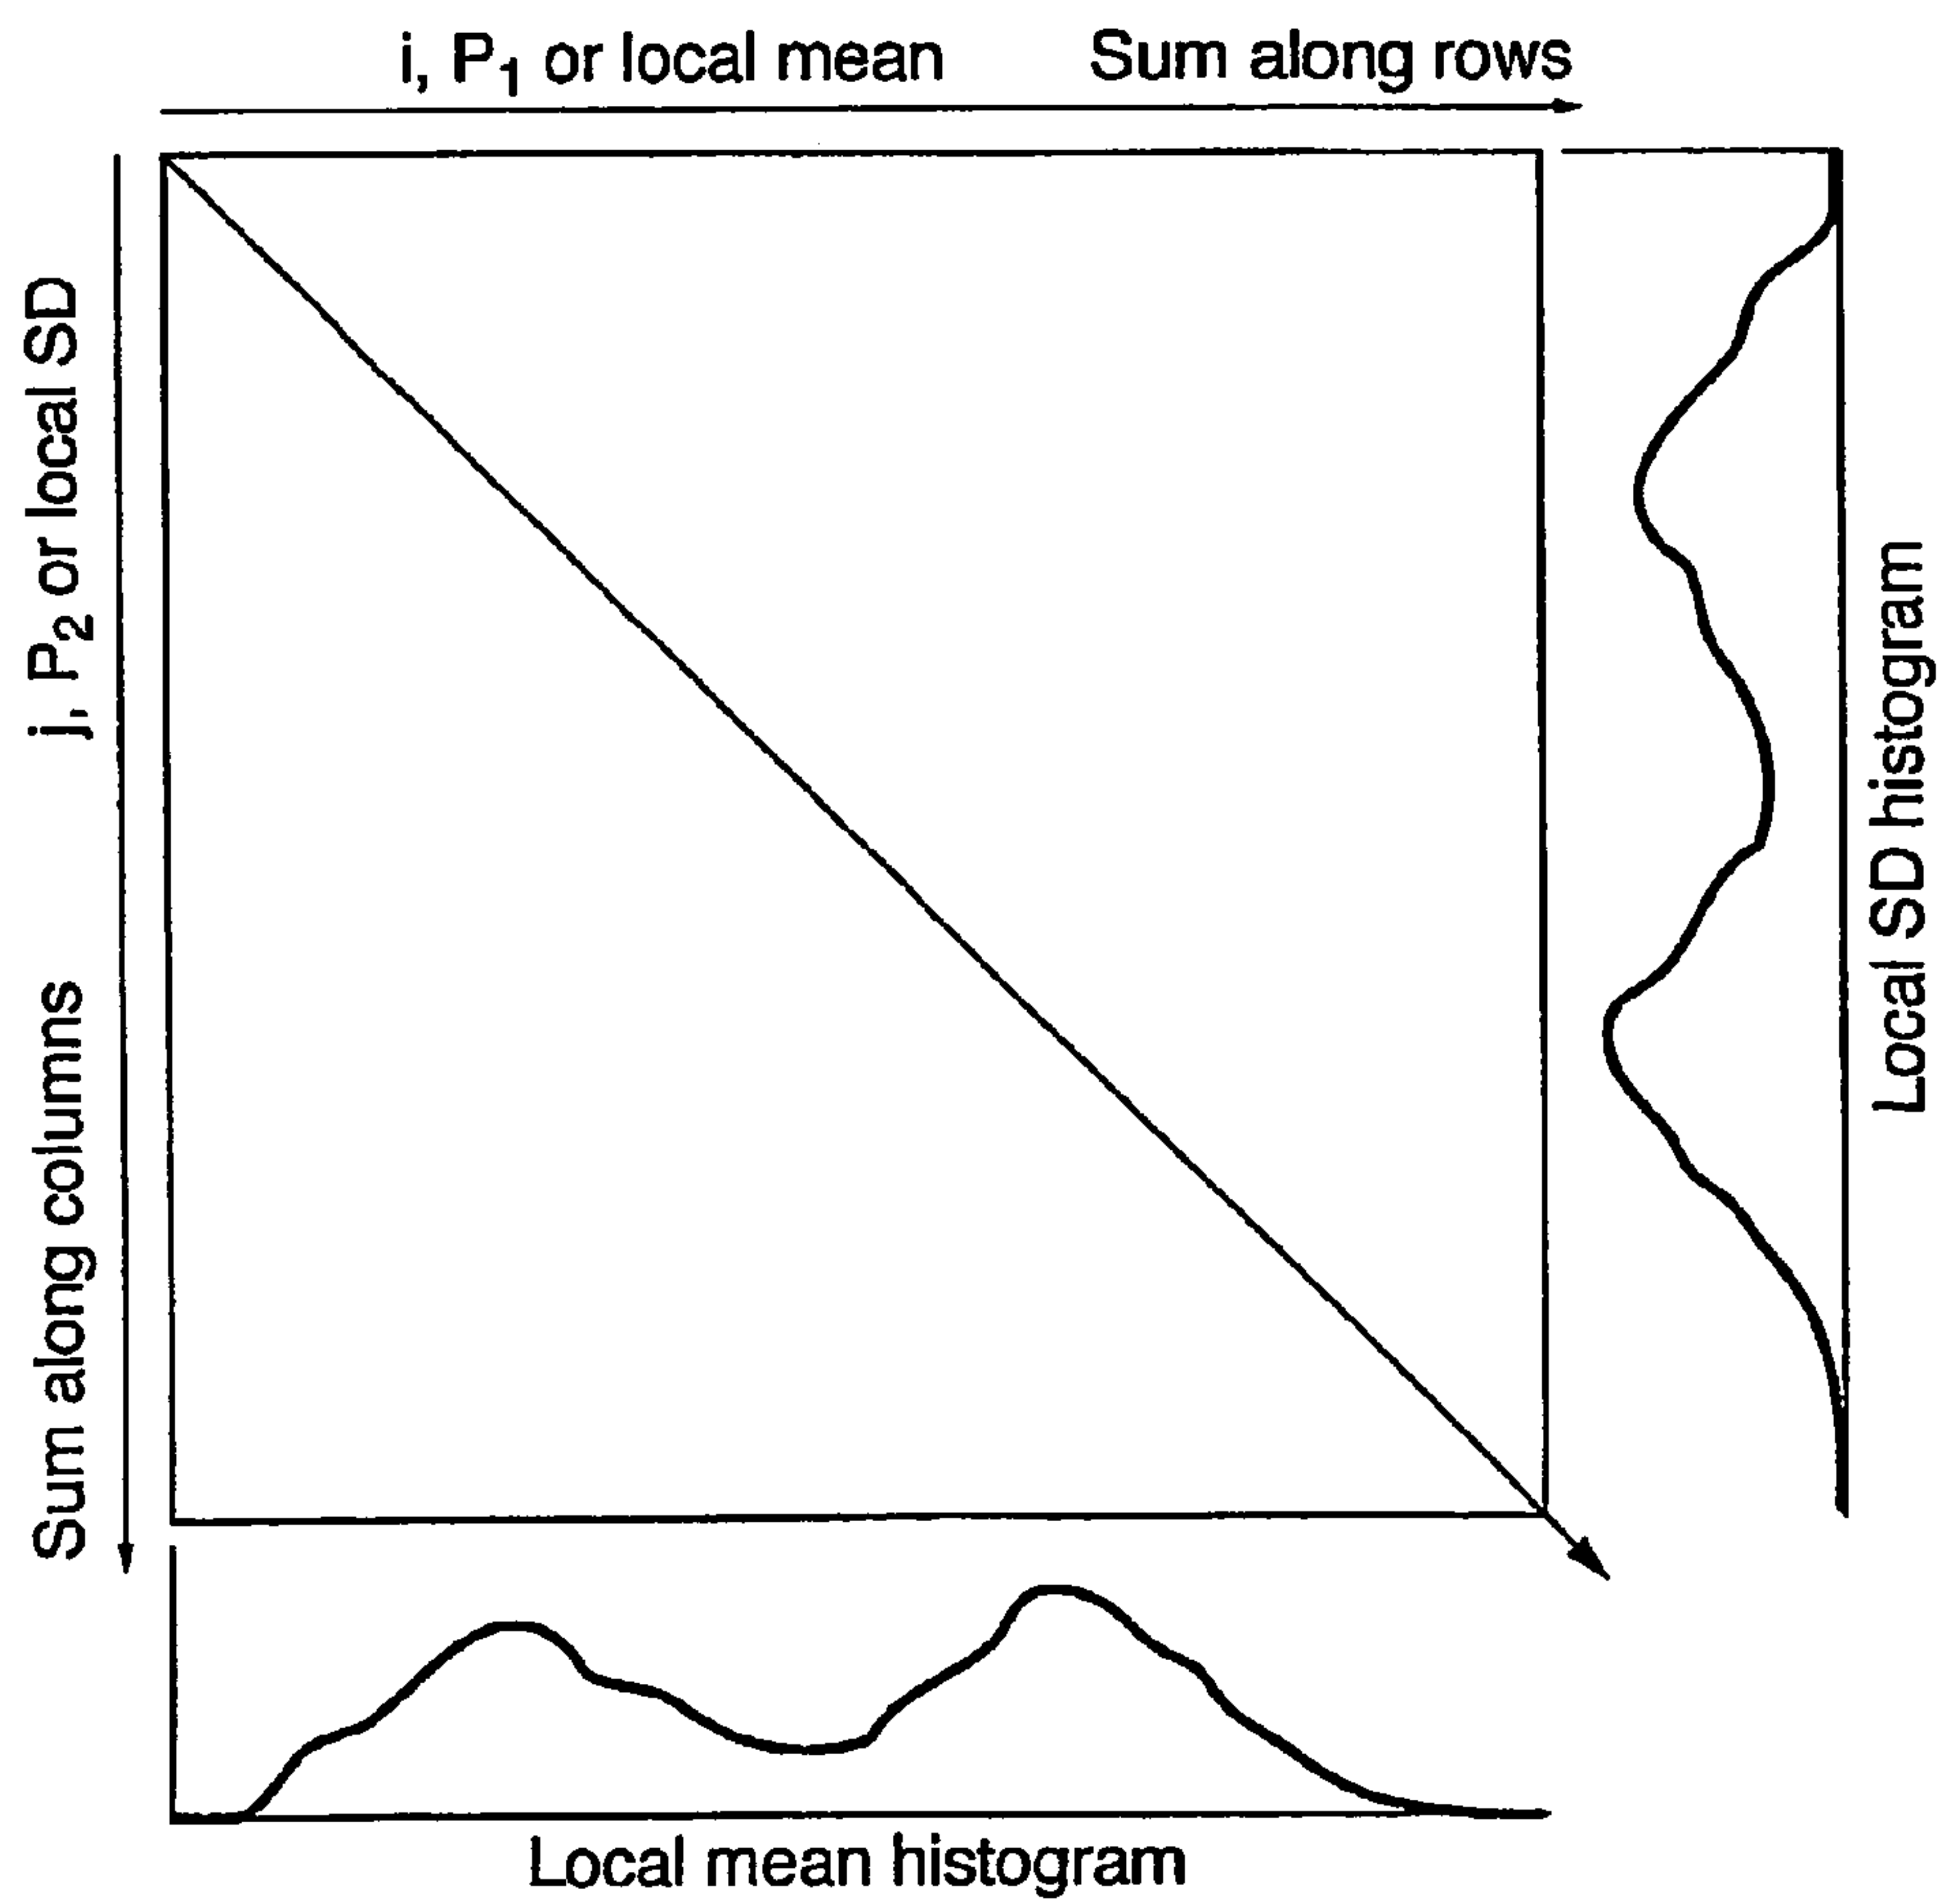 i, P₁ or local mean
Sum along rows
j, P₂ or local SD
Sum along columns
Local SD histogram
Local mean histogram